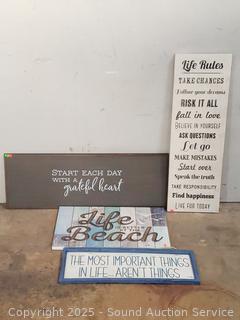 Life Rules
TAKE CHANCES
Follow your dreams
RISK IT ALL
fall in love
BELIEVE IN YOURSELF
ASK QUESTIONS
Let go
MAKE MISTAKES
Start over
Speak the truth
TAKE RESPONSIBILITY
Find happiness
LIVE FOR TODAY
START EACH DAY
WITH A
grateful heart
Life
Beach
THE MOST IMPORTANT THINGS
IN LIFE... AREN'T THINGS
Copyright 2025 - Sound Auction Service